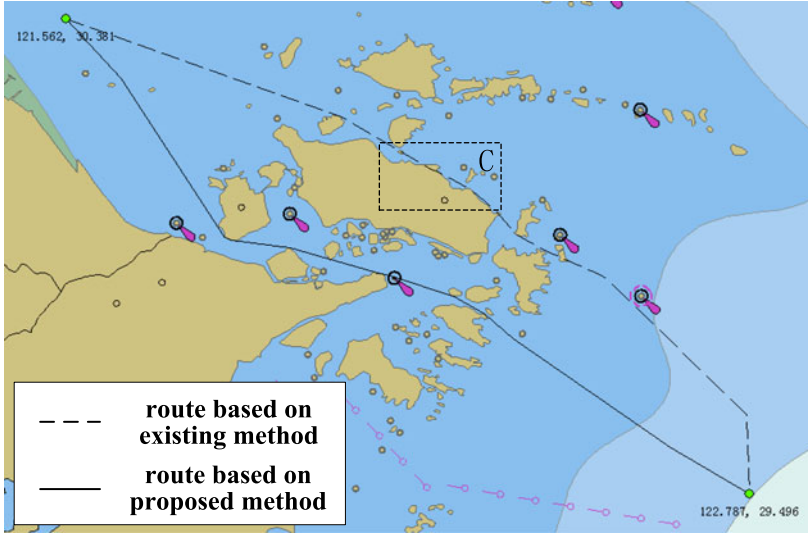 121.562, 30.381
C
route based on
existing method
route based on
proposed method
122.787, 29.496